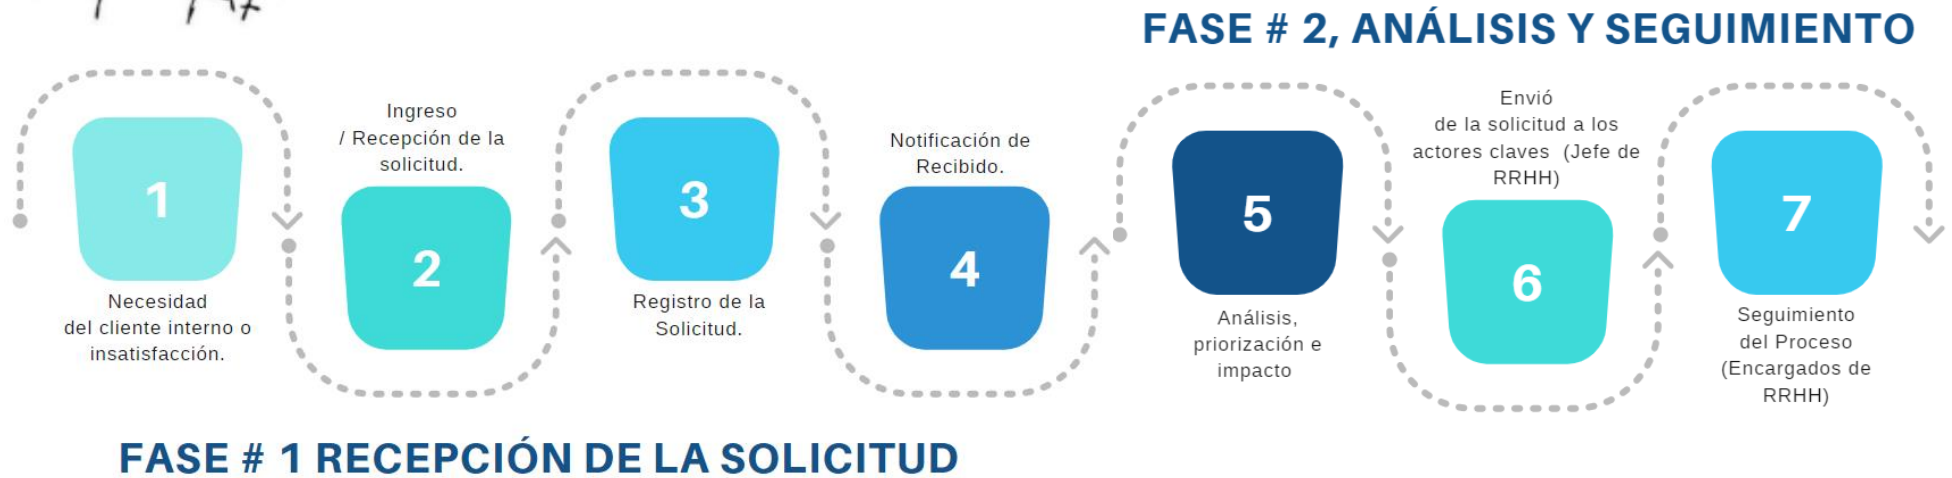 FASE # 2, ANÁLISIS Y SEGUIMIENTO
1
Necesidad
del cliente interno o
insatisfacción.
Ingreso
/ Recepción de la
solicitud.
2
3
Registro de la
Solicitud.
Notificación de
Recibido.
4
5
Análisis,
priorización e
impacto
Envió
de la solicitud a los
actores claves (Jefe de
RRHH)
6
7
Seguimiento
del Proceso
(Encargados de
RRHH)
FASE # 1 RECEPCIÓN DE LA SOLICITUD